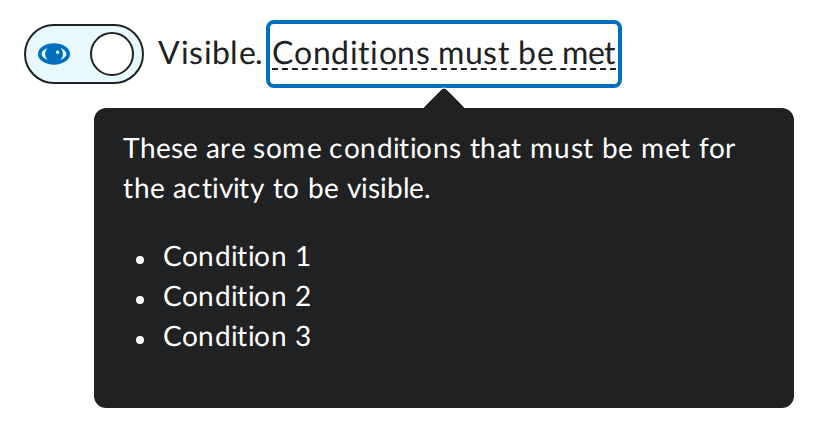 Visible. Conditions must be met
These are some conditions that must be met for
the activity to be visible.
• Condition 1
• Condition 2
• Condition 3